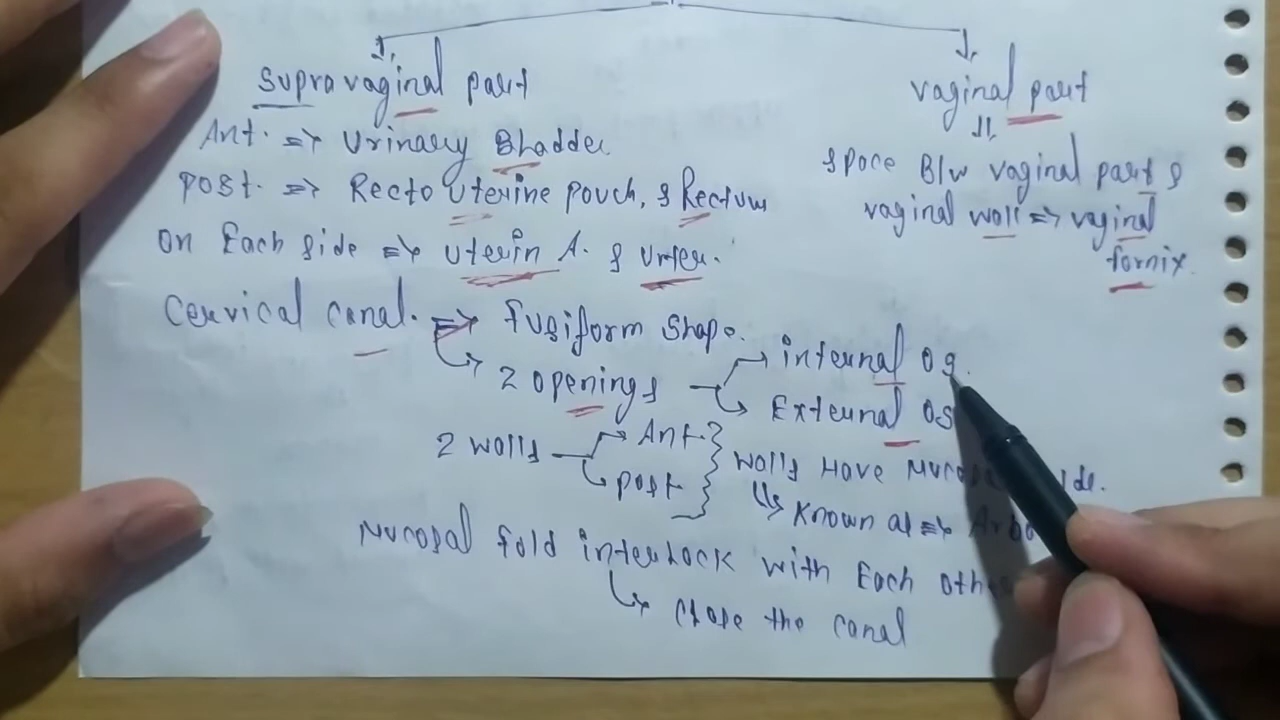 Supravaginal part
Ant. => Urinary Bladder
post. => Recto Uterine pouch, & Rectum
on Each side => Uterin A. & Urter.
vaginal part
space B/w vaginal part &
vaginal wall => vaginal
fornix.
Cervical canal. => fusiform shape.
2 openings → internal os.
→ External os
2 walls → Ant.
→ post.
walls Have
Known as =>
Mucosal fold interlock with Each
close the canal